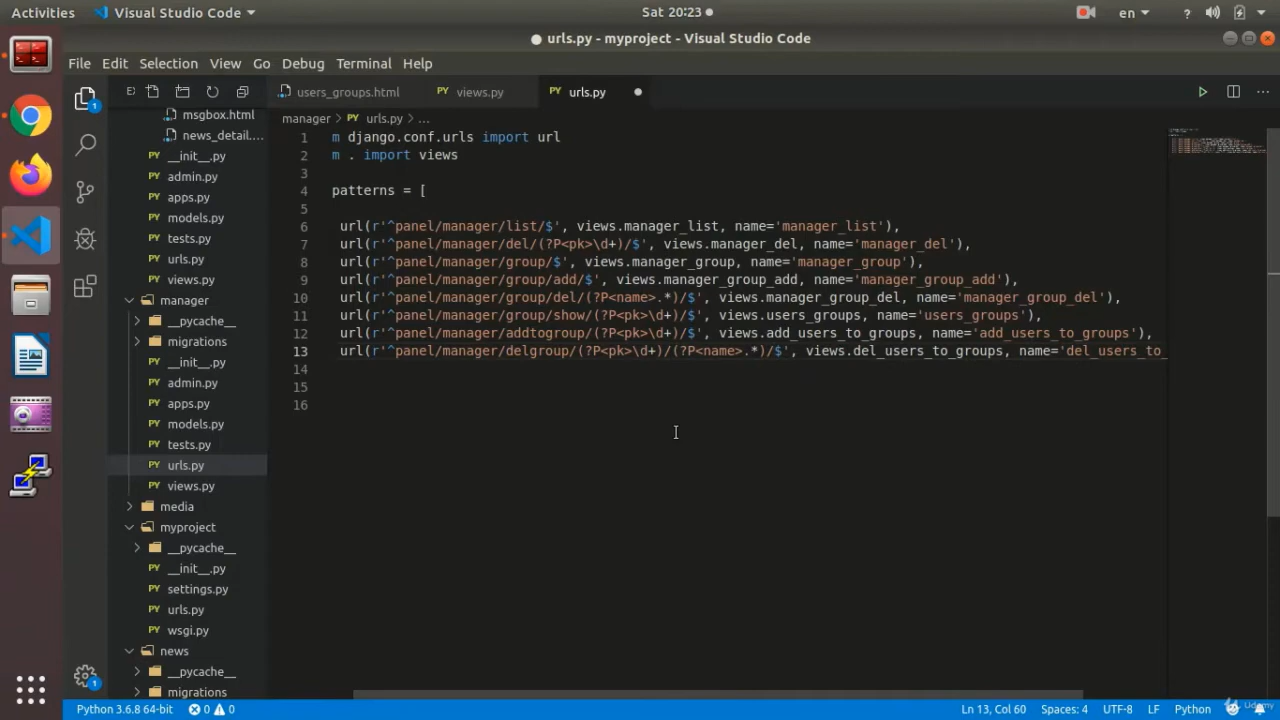 Activities
Visual Studio Code
Sat 20:23
en
urls.py - myproject - Visual Studio Code
File Edit Selection View Go Debug Terminal Help
users_groups.html
views.py
urls.py
manager > urls.py > ...
1 m django.conf.urls import url
2 m . import views
3
4 patterns = [
5
6 url(r'^panel/manager/list/$', views.manager_list, name='manager_list'),
7 url(r'^panel/manager/del/(?P<pk>\d+)/$', views.manager_del, name='manager_del'),
8 url(r'^panel/manager/group/$', views.manager_group, name='manager_group'),
9 url(r'^panel/manager/group/add/$', views.manager_group_add, name='manager_group_add'),
10 url(r'^panel/manager/group/del/(?P<name>.*)/$', views.manager_group_del, name='manager_group_del'),
11 url(r'^panel/manager/group/show/(?P<pk>\d+)/$', views.users_groups, name='users_groups'),
12 url(r'^panel/manager/addtogroup/(?P<pk>\d+)/$', views.add_users_to_groups, name='add_users_to_groups'),
13 url(r'^panel/manager/delgroup/(?P<pk>\d+)/(?P<name>.*)/$', views.del_users_to_groups, name='del_users_to_
14
15
16
msgbox.html
news_detail....
__init__.py
admin.py
apps.py
models.py
tests.py
urls.py
views.py
manager
__pycache__
migrations
__init__.py
admin.py
apps.py
models.py
tests.py
urls.py
views.py
media
myproject
__pycache__
__init__.py
settings.py
urls.py
wsgi.py
news
__pycache__
migrations
1
1
Python 3.6.8 64-bit
0
0
Ln 13, Col 60
Spaces: 4
UTF-8
LF
Python
Udemy